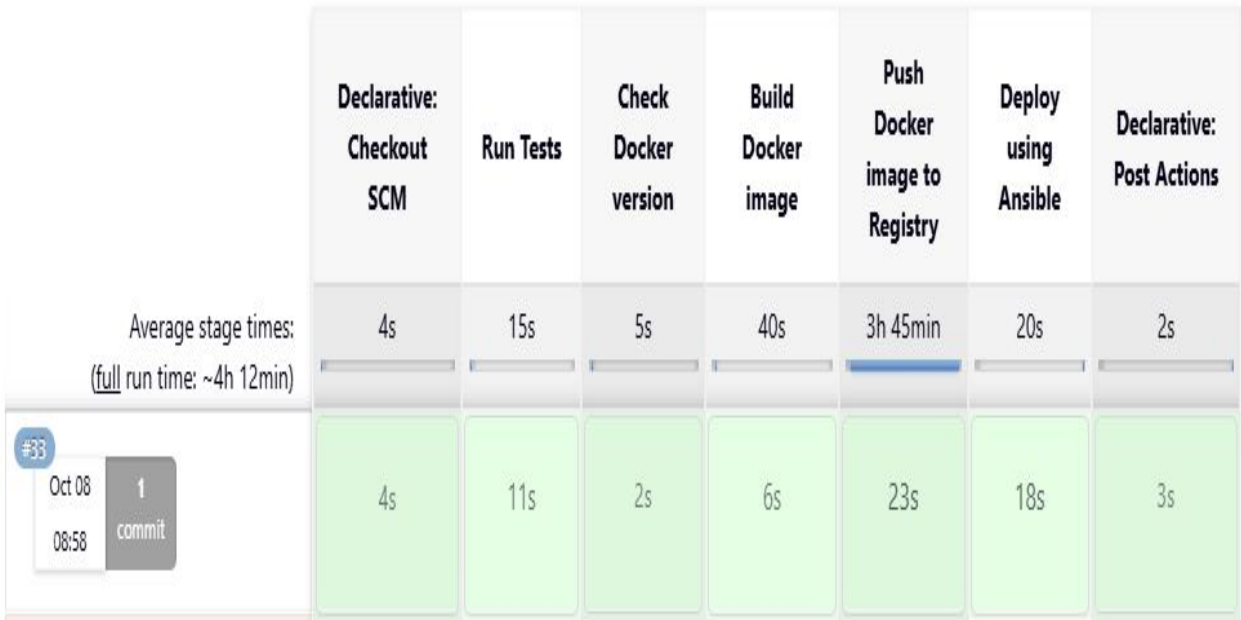 Declarative:
Checkout
SCM
Run Tests
Check
Docker
version
Build
Docker
image
Push
Docker
image to
Registry
Deploy
using
Ansible
Declarative:
Post Actions
Average stage times:
(full run time: ~4h 12min)
4s
15s
5s
40s
3h 45min
20s
2s
#33
Oct 08
08:58
1
commit
4s
11s
2s
6s
23s
18s
3s